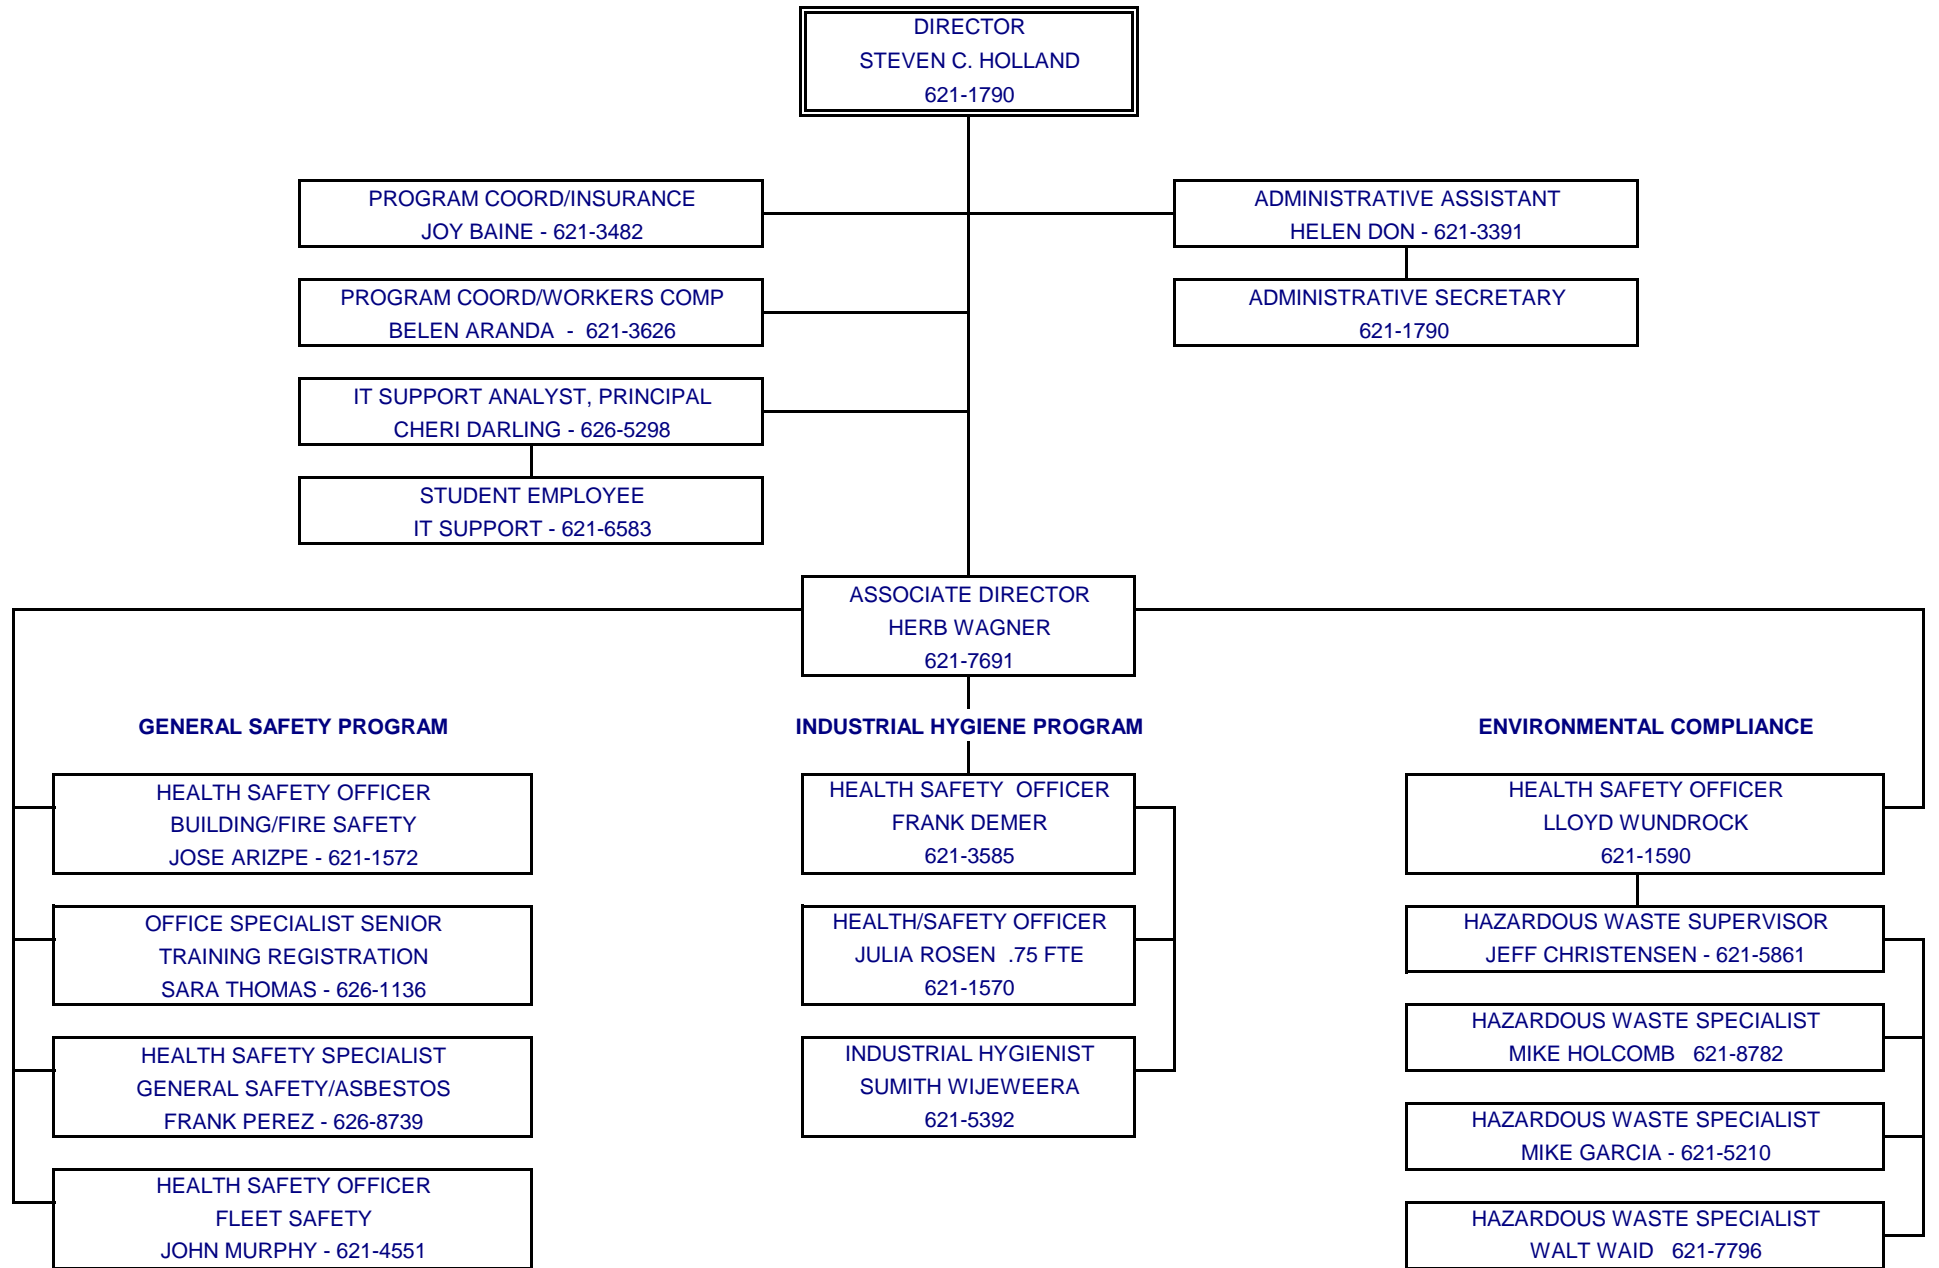 DIRECTOR
STEVEN C. HOLLAND
621-1790
PROGRAM COORD/INSURANCE
JOY BAINE - 621-3482
ADMINISTRATIVE ASSISTANT
HELEN DON - 621-3391
PROGRAM COORD/WORKERS COMP
BELEN ARANDA - 621-3626
ADMINISTRATIVE SECRETARY
621-1790
IT SUPPORT ANALYST, PRINCIPAL
CHERI DARLING - 626-5298
STUDENT EMPLOYEE
IT SUPPORT - 621-6583
ASSOCIATE DIRECTOR
HERB WAGNER
621-7691
GENERAL SAFETY PROGRAM
HEALTH SAFETY OFFICER
BUILDING/FIRE SAFETY
JOSE ARIZPE - 621-1572
OFFICE SPECIALIST SENIOR
TRAINING REGISTRATION
SARA THOMAS - 626-1136
HEALTH SAFETY SPECIALIST
GENERAL SAFETY/ASBESTOS
FRANK PEREZ - 626-8739
HEALTH SAFETY OFFICER
FLEET SAFETY
JOHN MURPHY - 621-4551
INDUSTRIAL HYGIENE PROGRAM
HEALTH SAFETY OFFICER
FRANK DEMER
621-3585
HEALTH/SAFETY OFFICER
JULIA ROSEN .75 FTE
621-1570
INDUSTRIAL HYGIENIST
SUMITH WIJEWEERA
621-5392
ENVIRONMENTAL COMPLIANCE
HEALTH SAFETY OFFICER
LLOYD WUNDROCK
621-1590
HAZARDOUS WASTE SUPERVISOR
JEFF CHRISTENSEN - 621-5861
HAZARDOUS WASTE SPECIALIST
MIKE HOLCOMB 621-8782
HAZARDOUS WASTE SPECIALIST
MIKE GARCIA - 621-5210
HAZARDOUS WASTE SPECIALIST
WALT WAID 621-7796